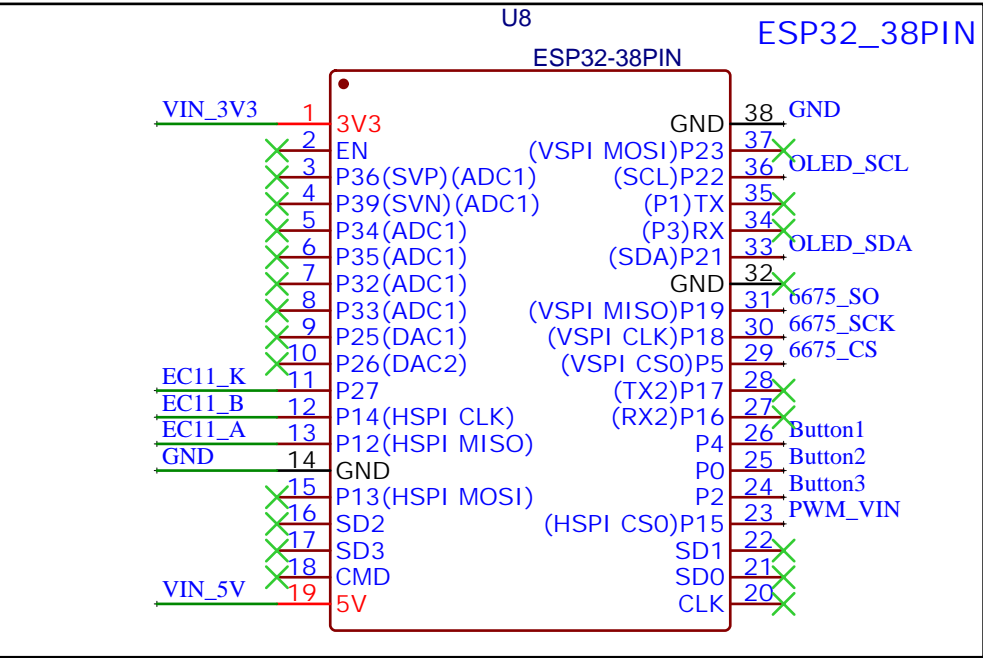 U8
ESP32_38PIN
ESP32-38PIN
VIN_3V3 1 3V3 GND 38 GND
2 EN (VSPI MOSI)P23 37
3 P36(SVP)(ADC1) (SCL)P22 36 OLED_SCL
4 P39(SVN)(ADC1) (P1)TX 35
5 P34(ADC1) (P3)RX 34
6 P35(ADC1) (SDA)P21 33 OLED_SDA
7 P32(ADC1) GND 32
8 P33(ADC1) (VSPI MISO)P19 31 6675_SO
9 P25(DAC1) (VSPI CLK)P18 30 6675_SCK
10 P26(DAC2) (VSPI CS0)P5 29 6675_CS
EC11_K 11 P27 (TX2)P17 28
EC11_B 12 P14(HSPI CLK) (RX2)P16 27
EC11_A 13 P12(HSPI MISO) P4 26 Button1
GND 14 GND P0 25 Button2
15 P13(HSPI MOSI) P2 24 Button3
16 SD2 (HSPI CS0)P15 23 PWM_VIN
17 SD3 SD1 22
18 CMD SD0 21
VIN_5V 19 5V CLK 20